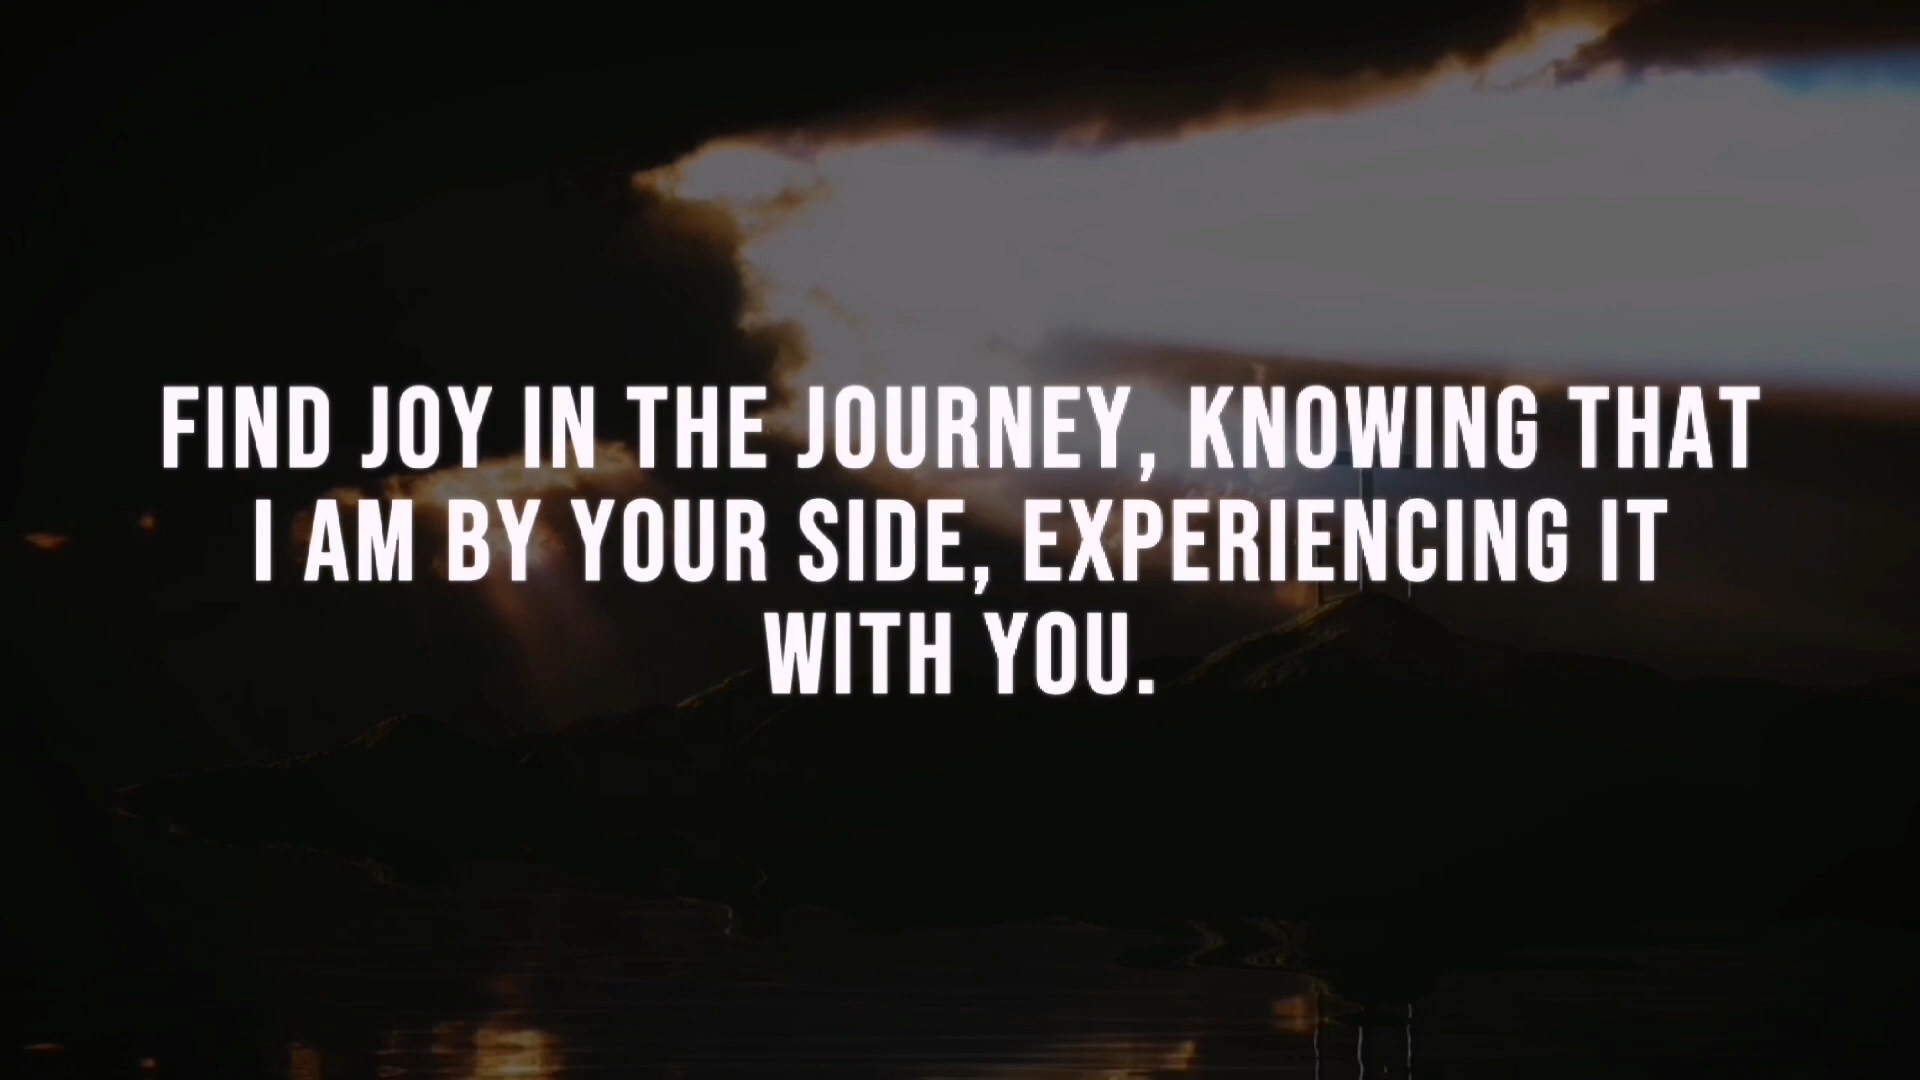 FIND JOY IN THE JOURNEY, KNOWING THAT
I AM BY YOUR SIDE, EXPERIENCING IT
WITH YOU.